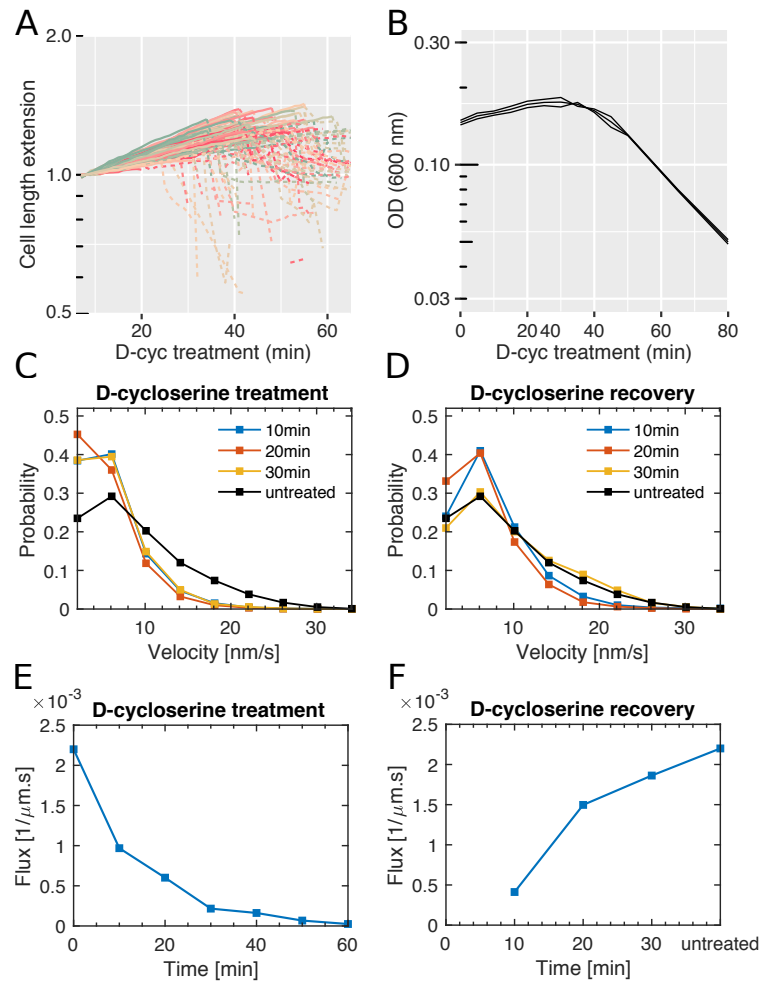 A
2.0
1.0
0.5
Cell length extension
20
40
60
D-cyc treatment (min)
B
0.30
0.10
0.03
OD (600 nm)
0
20
40
40
60
80
D-cyc treatment (min)
C
D-cycloserine treatment
0.5
0.4
0.3
0.2
0.1
0
Probability
10min
20min
30min
untreated
10
20
30
Velocity [nm/s]
D
D-cycloserine recovery
0.5
0.4
0.3
0.2
0.1
0
Probability
10min
20min
30min
untreated
10
20
30
Velocity [nm/s]
E
×10⁻³
D-cycloserine treatment
2.5
2
1.5
1
0.5
0
Flux [1/μm.s]
0
20
40
60
Time [min]
F
×10⁻³
D-cycloserine recovery
2.5
2
1.5
1
0.5
0
Flux [1/μm.s]
0
10
20
30
untreated
Time [min]